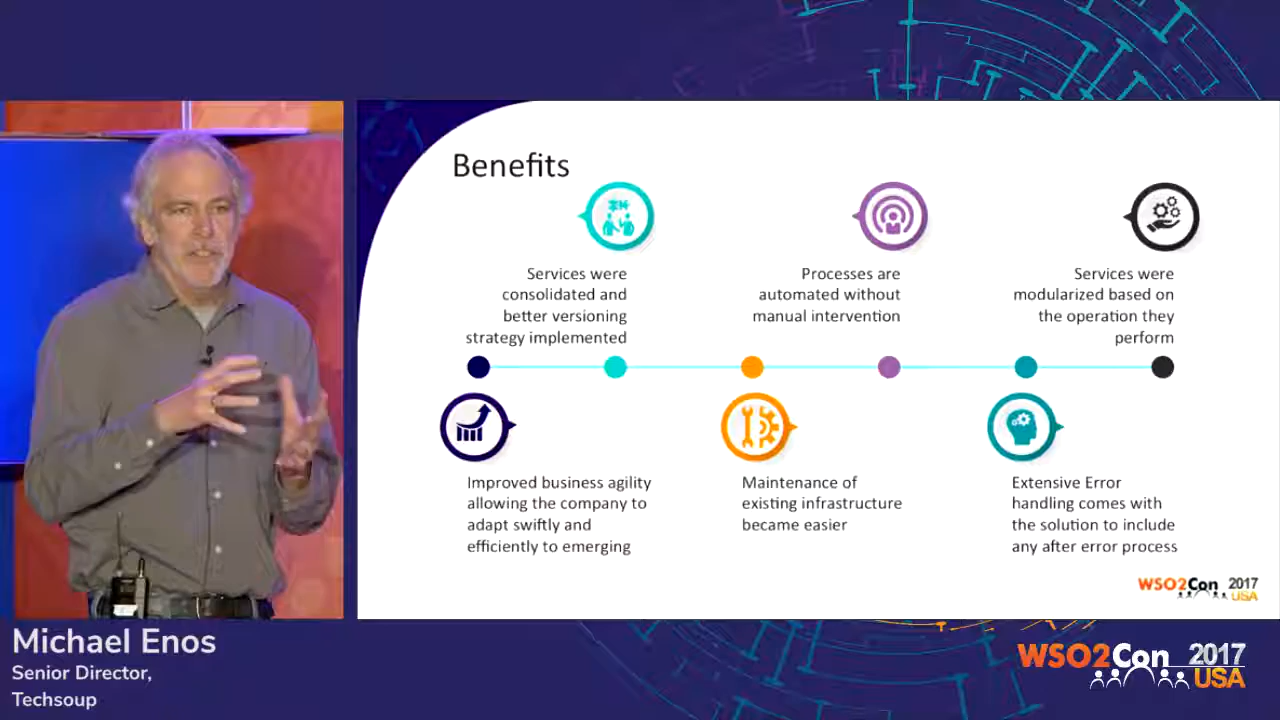 Benefits
Services were
consolidated and
better versioning
strategy implemented
Processes are
automated without
manual intervention
Services were
modularized based on
the operation they
perform
Improved business agility
allowing the company to
adapt swiftly and
efficiently to emerging
Maintenance of
existing infrastructure
became easier
Extensive Error
handling comes with
the solution to include
any after error process
WSO2Con 2017
USA
Michael Enos
Senior Director,
Techsoup
WSO2Con 2017
USA